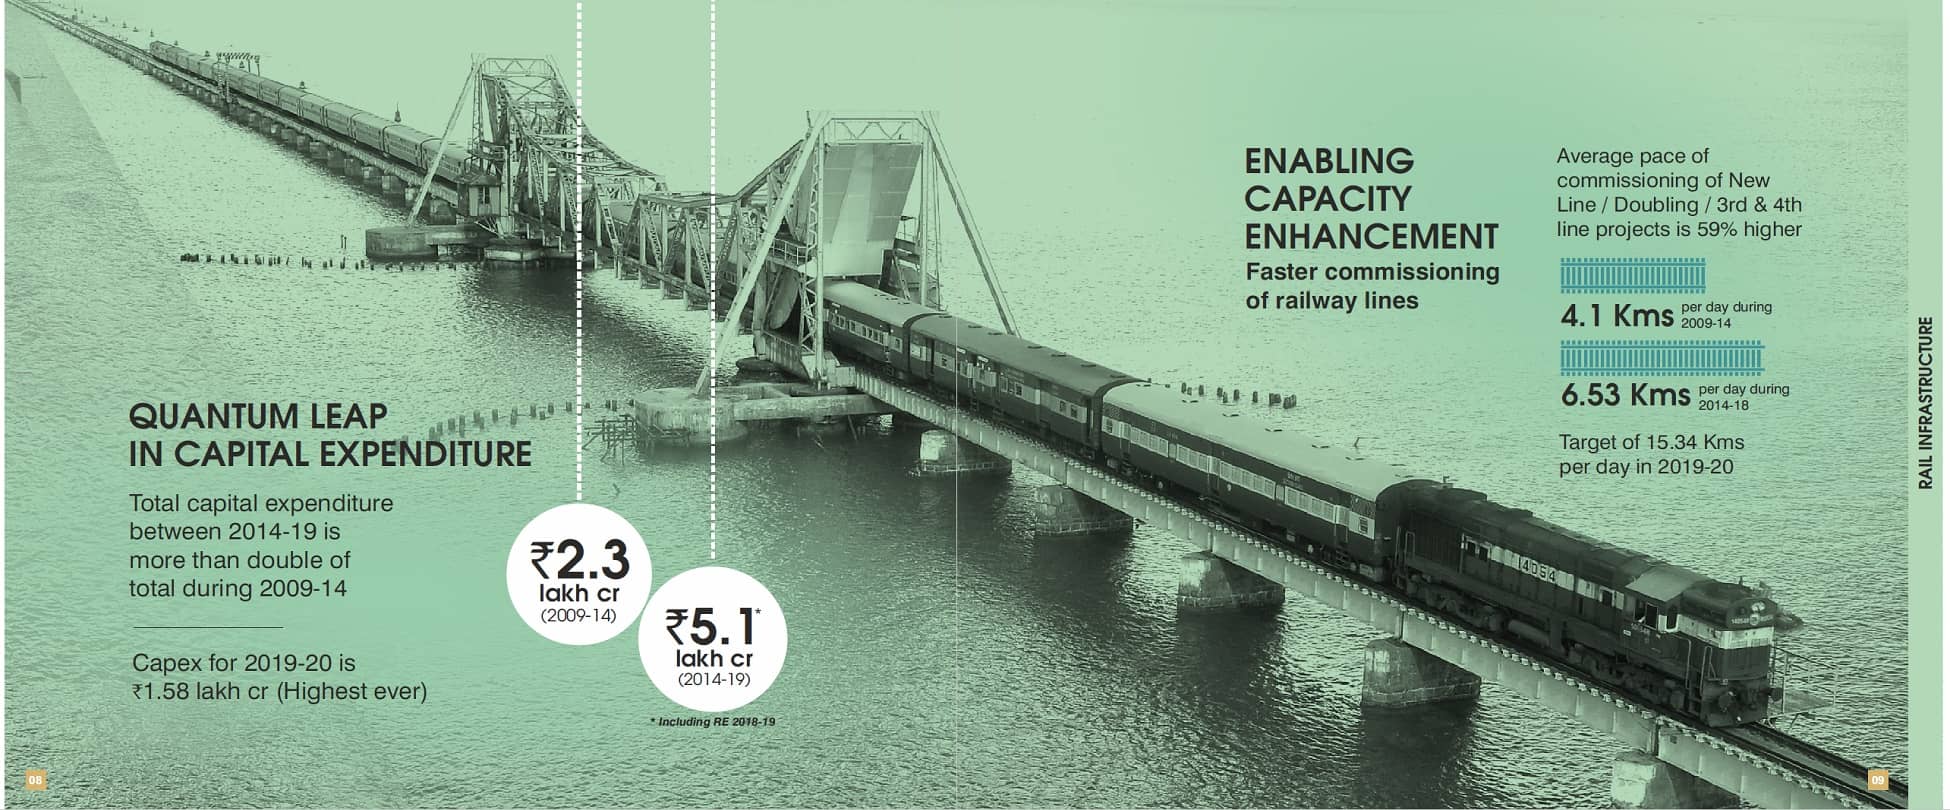 QUANTUM LEAP
IN CAPITAL EXPENDITURE
Total capital expenditure
between 2014-19 is
more than double of
total during 2009-14
Capex for 2019-20 is
₹1.58 lakh cr (Highest ever)
₹2.3
lakh cr
(2009-14)
₹5.1*
lakh cr
(2014-19)
* Including RE 2018-19
08
ENABLING
CAPACITY
ENHANCEMENT
Faster commissioning
of railway lines
Average pace of
commissioning of New
Line / Doubling / 3rd & 4th
line projects is 59% higher
4.1 Kms per day during
2009-14
6.53 Kms per day during
2014-18
Target of 15.34 Kms
per day in 2019-20
RAIL INFRASTRUCTURE
14054
09